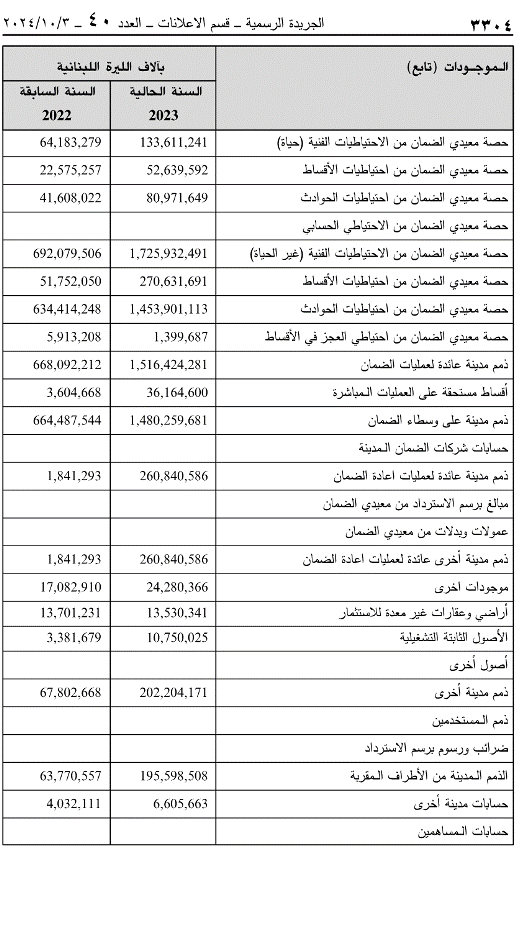 ٣٣٠٤ الجريدة الرسمية – قسم الاعلانات – العدد ٤٠ – ٢٠٢٤/١٠/٣
الموجودات (تابع) بآلاف الليرة اللبنانية
السنة الحالية السنة السابقة
2023 2022
حصة معيدي الضمان من الاحتياطيات الفنية (حياة) 133,611,241 64,183,279
حصة معيدي الضمان من احتياطيات الأقساط 52,639,592 22,575,257
حصة معيدي الضمان من احتياطيات الحوادث 80,971,649 41,608,022
حصة معيدي الضمان من الاحتياطي الحسابي
حصة معيدي الضمان من الاحتياطيات الفنية (غير الحياة) 1,725,932,491 692,079,506
حصة معيدي الضمان من احتياطيات الأقساط 270,631,691 51,752,050
حصة معيدي الضمان من احتياطيات الحوادث 1,453,901,113 634,414,248
حصة معيدي الضمان من احتياطي العجز في الأقساط 1,399,687 5,913,208
ذمم مدينة عائدة لعمليات الضمان 1,516,424,281 668,092,212
أقساط مستحقة على العمليات المباشرة 36,164,600 3,604,668
ذمم مدينة على وسطاء الضمان 1,480,259,681 664,487,544
حسابات شركات الضمان المدينة
ذمم مدينة عائدة لعمليات اعادة الضمان 260,840,586 1,841,293
مبالغ برسم الاسترداد من معيدي الضمان
عمولات وبدلات من معيدي الضمان
ذمم مدينة أخرى عائدة لعمليات اعادة الضمان 260,840,586 1,841,293
موجودات اخرى 24,280,366 17,082,910
أراضي وعقارات غير معدة للاستثمار 13,530,341 13,701,231
الأصول الثابتة التشغيلية 10,750,025 3,381,679
أصول أخرى
ذمم مدينة أخرى 202,204,171 67,802,668
ذمم المستخدمين
ضرائب ورسوم برسم الاسترداد
الذمم المدينة من الأطراف المقربة 195,598,508 63,770,557
حسابات مدينة أخرى 6,605,663 4,032,111
حسابات المساهمين